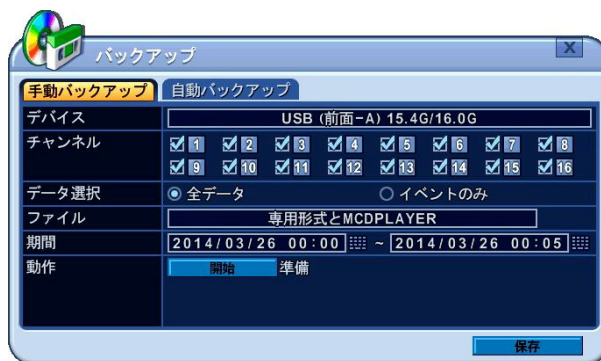 バックアップ
X
手動バックアップ 自動バックアップ
デバイス USB (前面-A) 15.4G/16.0G
チャンネル 1 2 3 4 5 6 7 8
9 10 11 12 13 14 15 16
データ選択 全データ イベントのみ
ファイル 専用形式とMCDPLAYER
期間 2014/03/26 00:00 ~ 2014/03/26 00:05
動作 開始 準備
保存